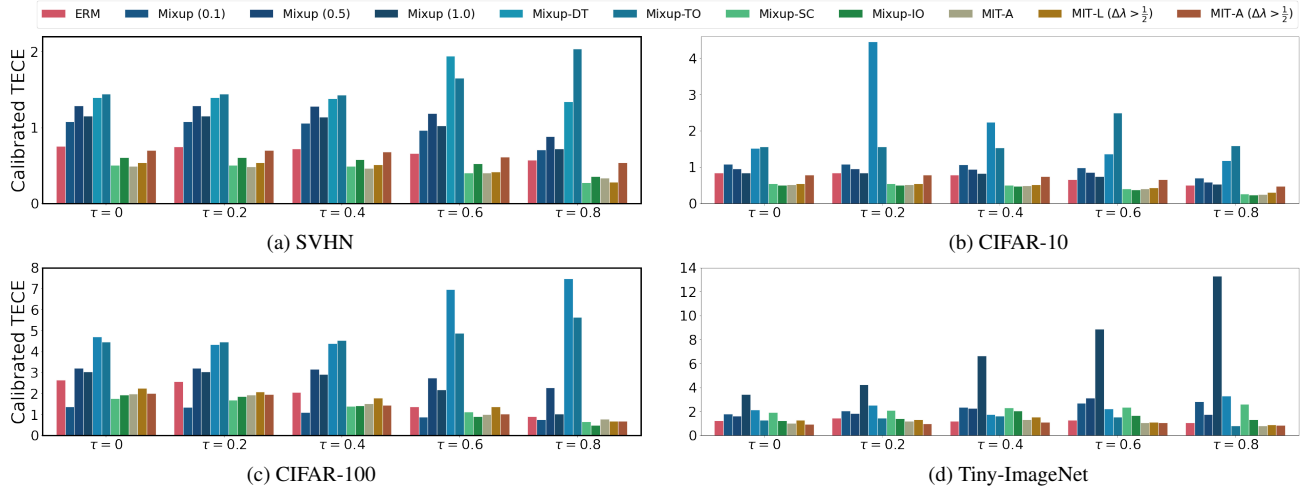 ERM Mixup (0.1) Mixup (0.5) Mixup (1.0) Mixup-DT Mixup-TO Mixup-SC Mixup-IO MIT-A MIT-L (Δλ > 1/2) MIT-A (Δλ > 1/2)
Calibrated TECE
2
1
0
τ = 0 τ = 0.2 τ = 0.4 τ = 0.6 τ = 0.8
(a) SVHN
4
3
2
1
0
τ = 0 τ = 0.2 τ = 0.4 τ = 0.6 τ = 0.8
(b) CIFAR-10
Calibrated TECE
8
7
6
5
4
3
2
1
0
τ = 0 τ = 0.2 τ = 0.4 τ = 0.6 τ = 0.8
(c) CIFAR-100
14
12
10
8
6
4
2
0
τ = 0 τ = 0.2 τ = 0.4 τ = 0.6 τ = 0.8
(d) Tiny-ImageNet